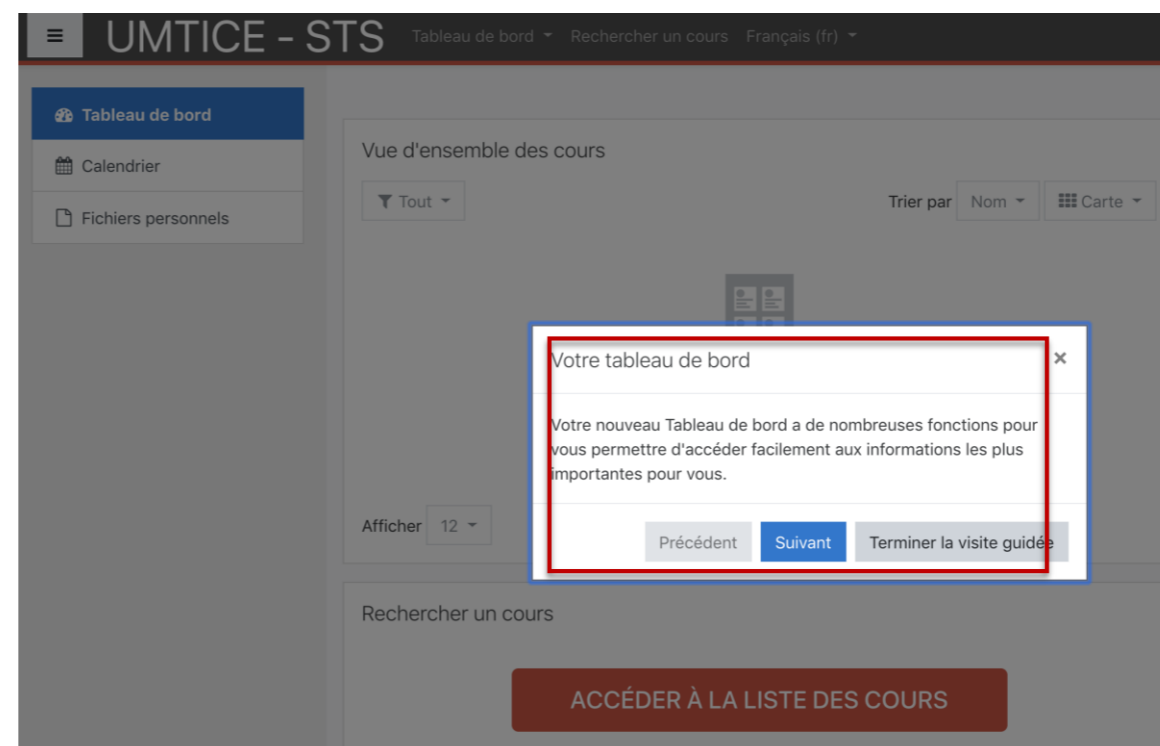 UMTICE - STS Tableau de bord Rechercher un cours Français (fr)
Tableau de bord
Calendrier
Fichiers personnels
Vue d'ensemble des cours
Tout Trier par Nom Carte
Votre tableau de bord ×
Votre nouveau Tableau de bord a de nombreuses fonctions pour
vous permettre d'accéder facilement aux informations les plus
importantes pour vous.
Afficher 12
Précédent Suivant Terminer la visite guidée
Rechercher un cours
ACCÉDER À LA LISTE DES COURS